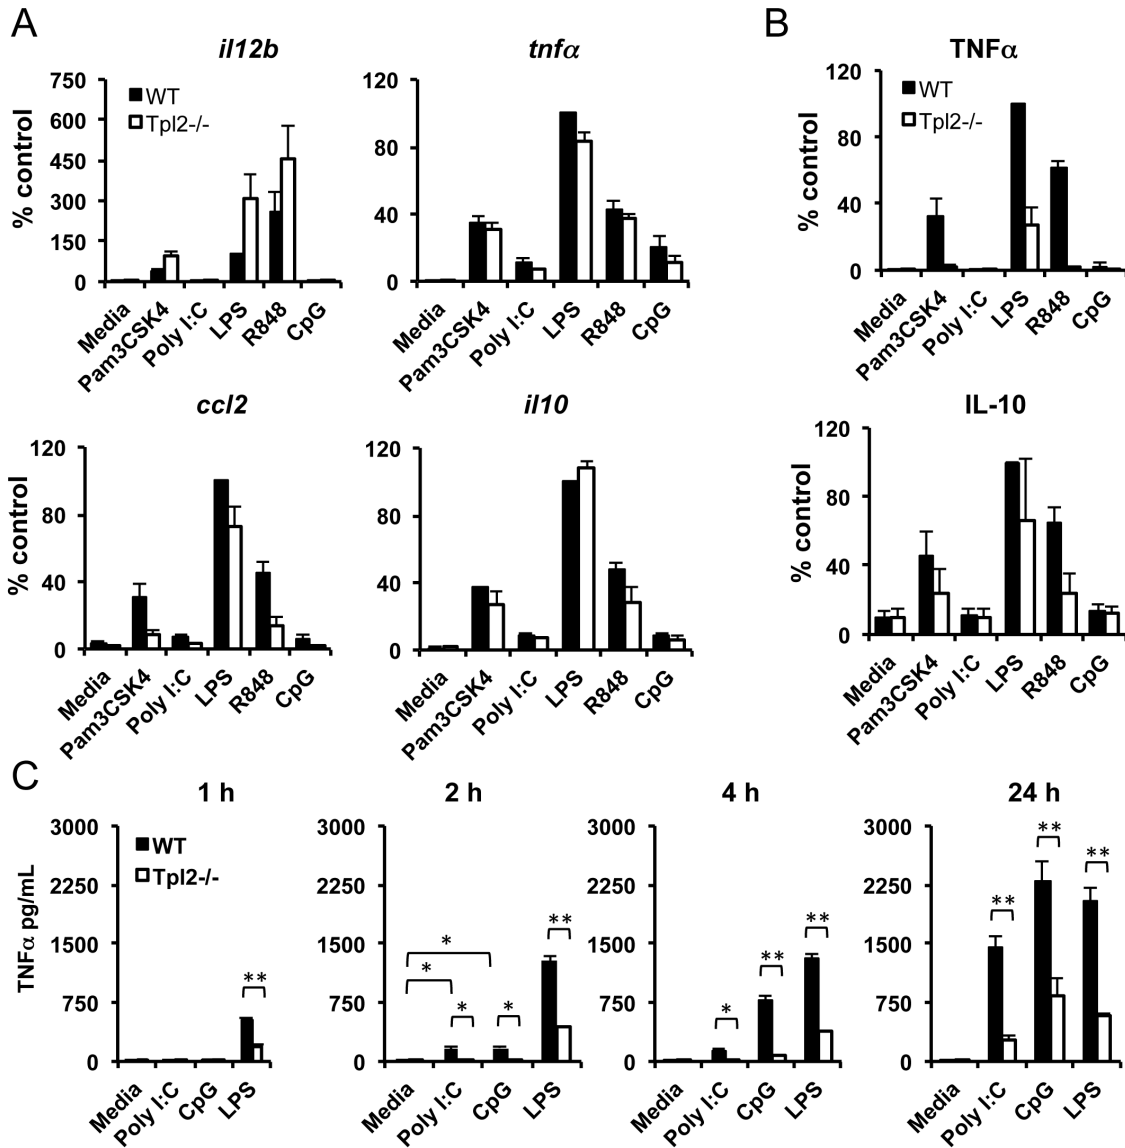 A
B
il12b
tnfα
TNFα
% control
750
600
450
300
150
0
WT
Tpl2-/-
Media
Pam3CSK4
Poly I:C
LPS
R848
CpG
120
80
40
0
Media
Pam3CSK4
Poly I:C
LPS
R848
CpG
% control
120
80
40
0
WT
Tpl2-/-
Media
Pam3CSK4
Poly I:C
LPS
R848
CpG
ccl2
il10
IL-10
% control
120
80
40
0
Media
Pam3CSK4
Poly I:C
LPS
R848
CpG
120
80
40
0
Media
Pam3CSK4
Poly I:C
LPS
R848
CpG
% control
120
80
40
0
Media
Pam3CSK4
Poly I:C
LPS
R848
CpG
C
1 h
2 h
4 h
24 h
TNFα pg/mL
3000
2250
1500
750
0
WT
Tpl2-/-
**
Media
Poly I:C
CpG
LPS
3000
2250
1500
750
0
*
*
*
*
**
Media
Poly I:C
CpG
LPS
3000
2250
1500
750
0
*
**
**
Media
Poly I:C
CpG
LPS
3000
2250
1500
750
0
**
**
**
Media
Poly I:C
CpG
LPS